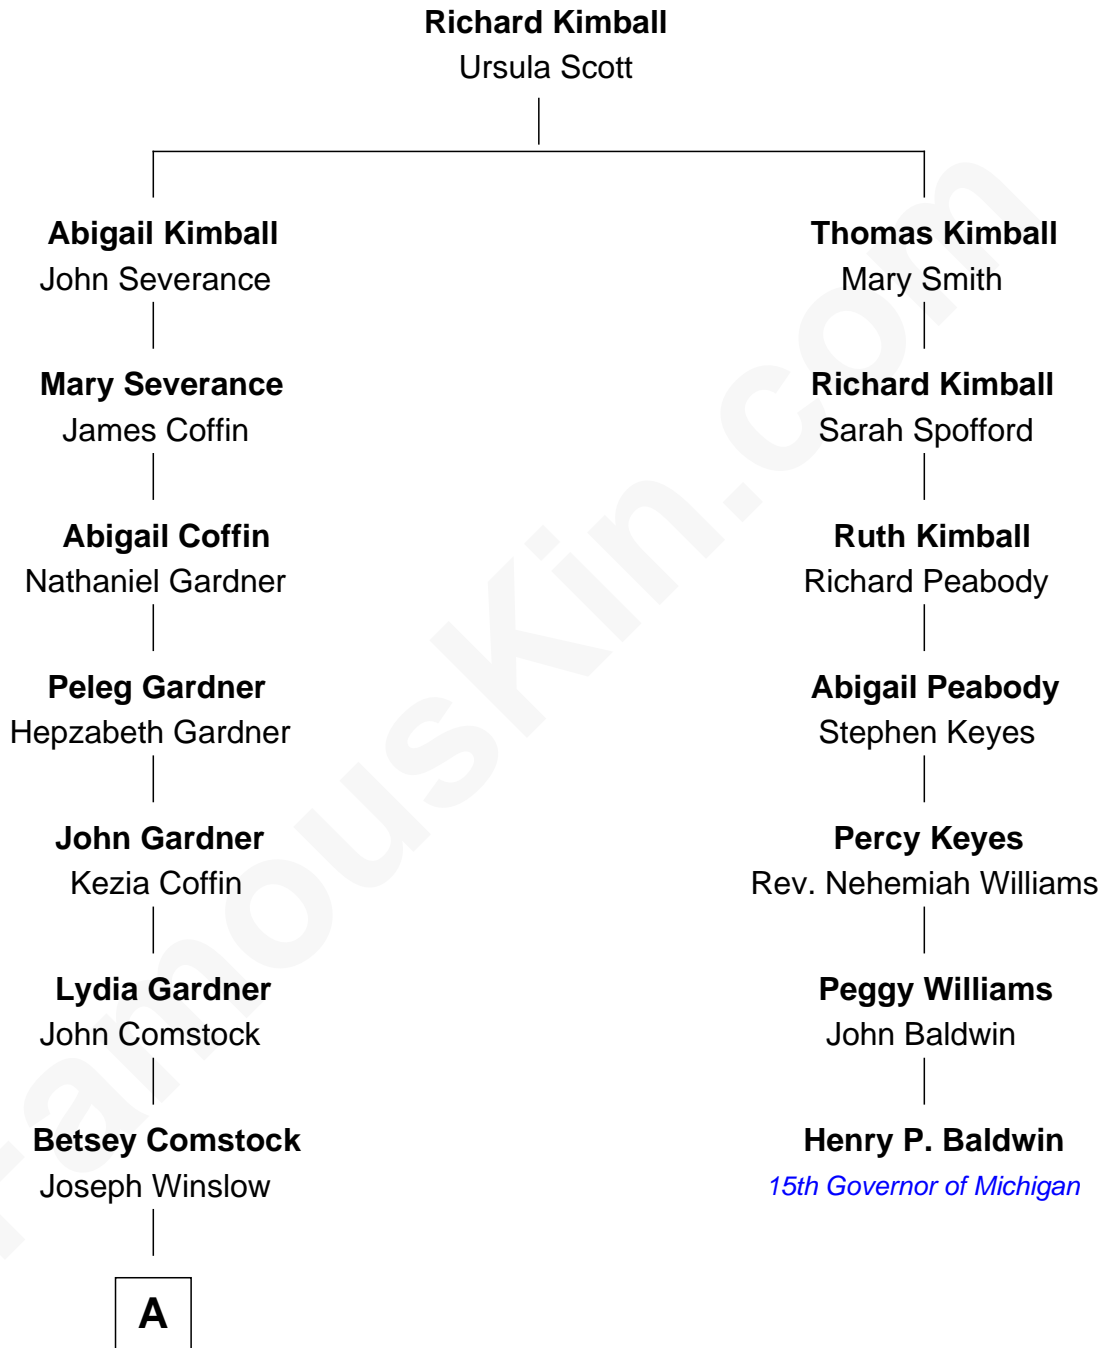 Richard Kimball
Ursula Scott
Abigail Kimball
John Severance
Mary Severance
James Coffin
Abigail Coffin
Nathaniel Gardner
Peleg Gardner
Hepzabeth Gardner
John Gardner
Kezia Coffin
Lydia Gardner
John Comstock
Betsey Comstock
Joseph Winslow
A
Thomas Kimball
Mary Smith
Richard Kimball
Sarah Spofford
Ruth Kimball
Richard Peabody
Abigail Peabody
Stephen Keyes
Percy Keyes
Rev. Nehemiah Williams
Peggy Williams
John Baldwin
Henry P. Baldwin
15th Governor of Michigan
FamousKin.com